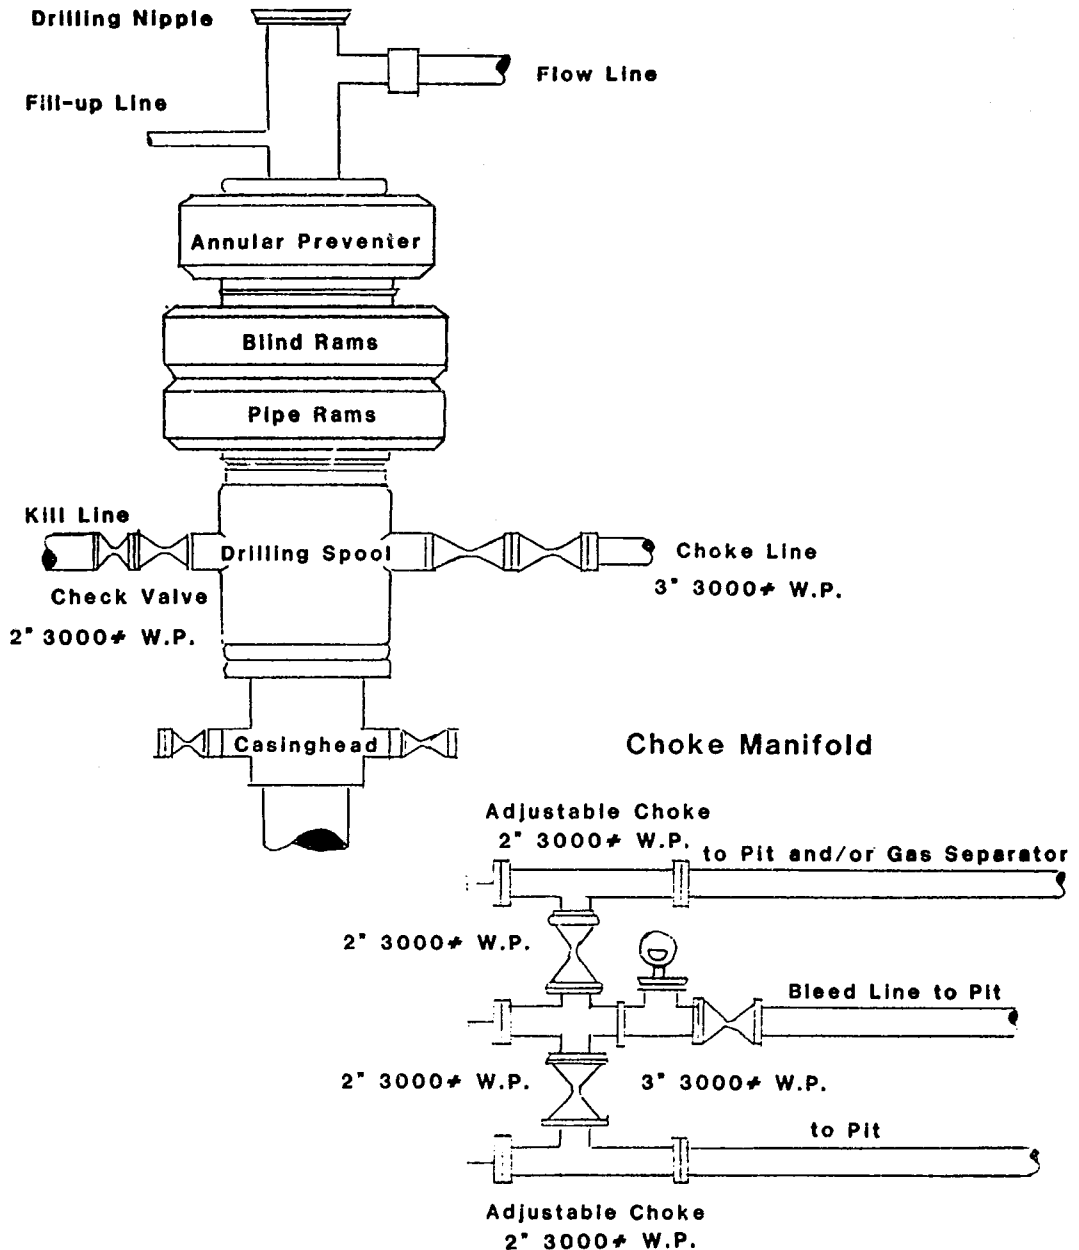 Drilling Nipple
Flow Line
Fill-up Line
Annular Preventer
Blind Rams
Pipe Rams
Kill Line
Drilling Spool
Choke Line
3" 3000# W.P.
Check Valve
2" 3000# W.P.
Casinghead
Choke Manifold
Adjustable Choke
2" 3000# W.P.
to Pit and/or Gas Separator
2" 3000# W.P.
Bleed Line to Pit
2" 3000# W.P.
3" 3000# W.P.
to Pit
Adjustable Choke
2" 3000# W.P.